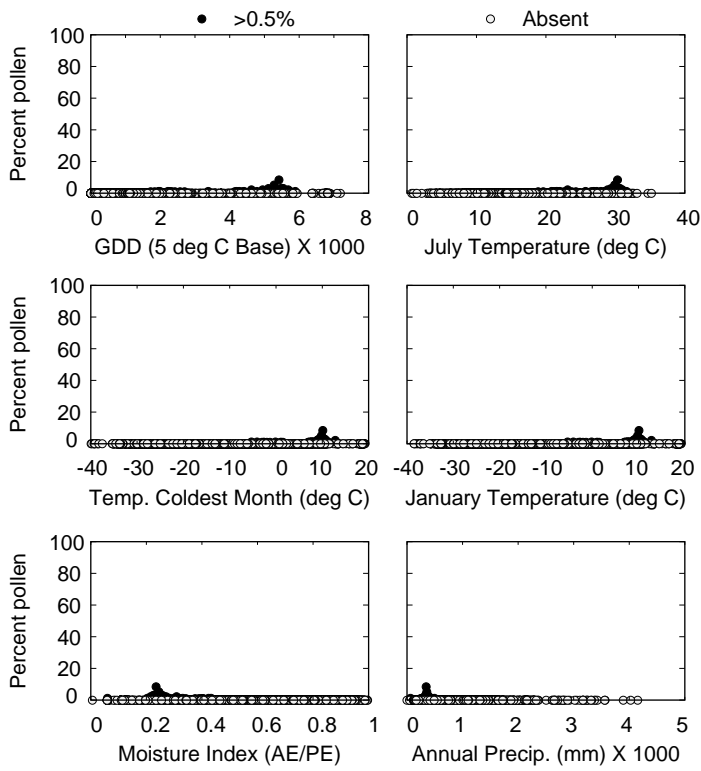 >0.5% Absent
Percent pollen
100
80
60
40
20
0
0 2 4 6 8
GDD (5 deg C Base) X 1000
0 10 20 30 40
July Temperature (deg C)
Percent pollen
100
80
60
40
20
0
-40 -30 -20 -10 0 10 20
Temp. Coldest Month (deg C)
-40 -30 -20 -10 0 10 20
January Temperature (deg C)
Percent pollen
100
80
60
40
20
0
0 0.2 0.4 0.6 0.8 1
Moisture Index (AE/PE)
0 1 2 3 4 5
Annual Precip. (mm) X 1000